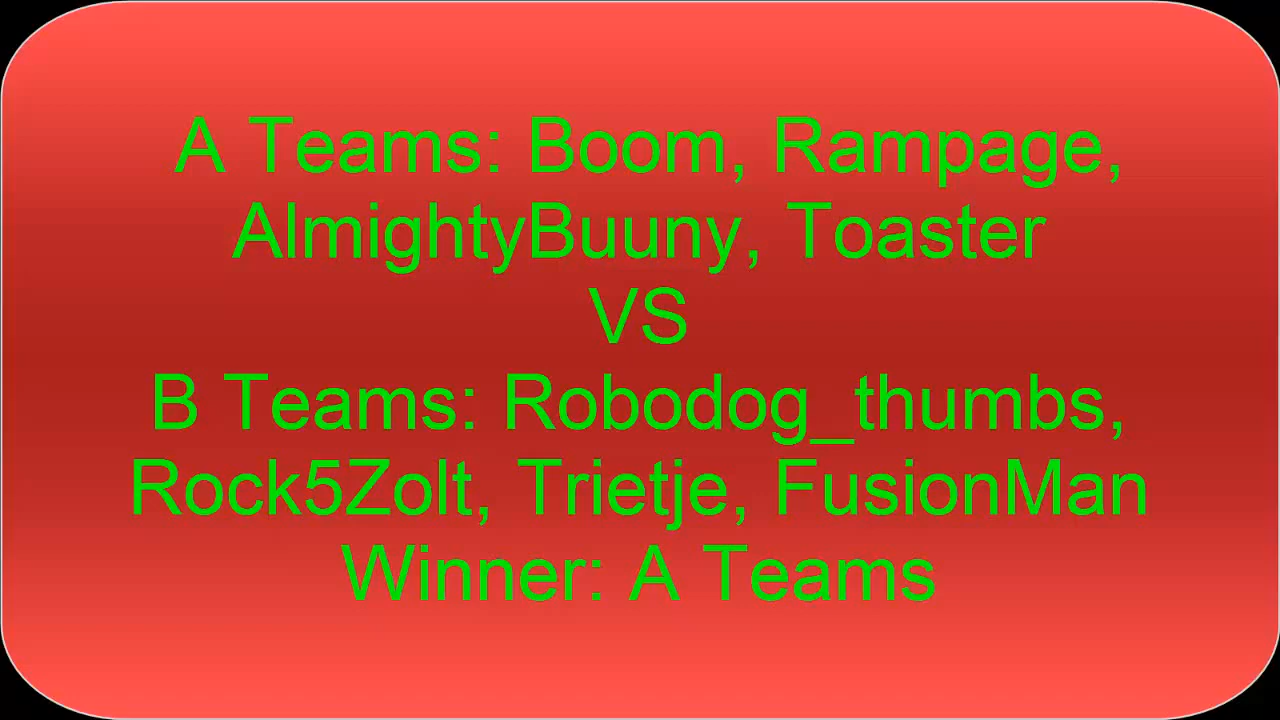 A Teams: Boom, Rampage,
AlmightyBuuny, Toaster
VS
B Teams: Robodog_thumbs,
Rock5Zolt, Trietje, FusionMan
Winner: A Teams